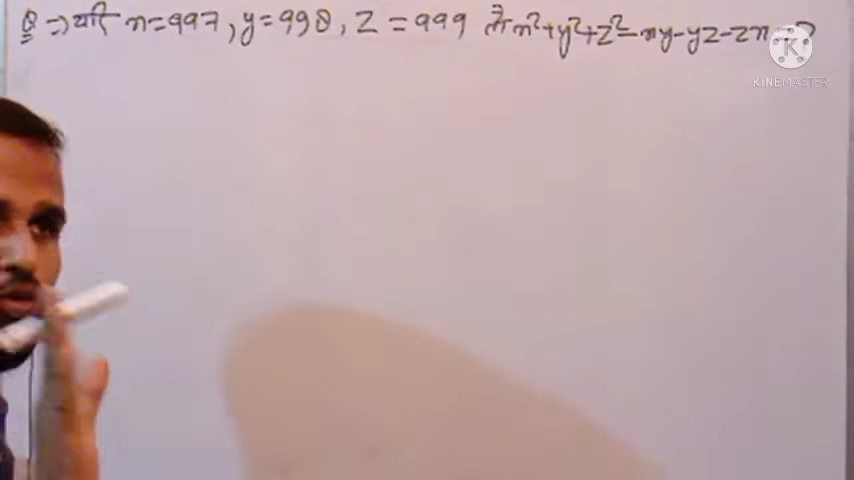 Q => यदि x=997, y=998, Z=999 तो x²+y²+z²-xy-yz-zx = ?
K
KINEMASTER